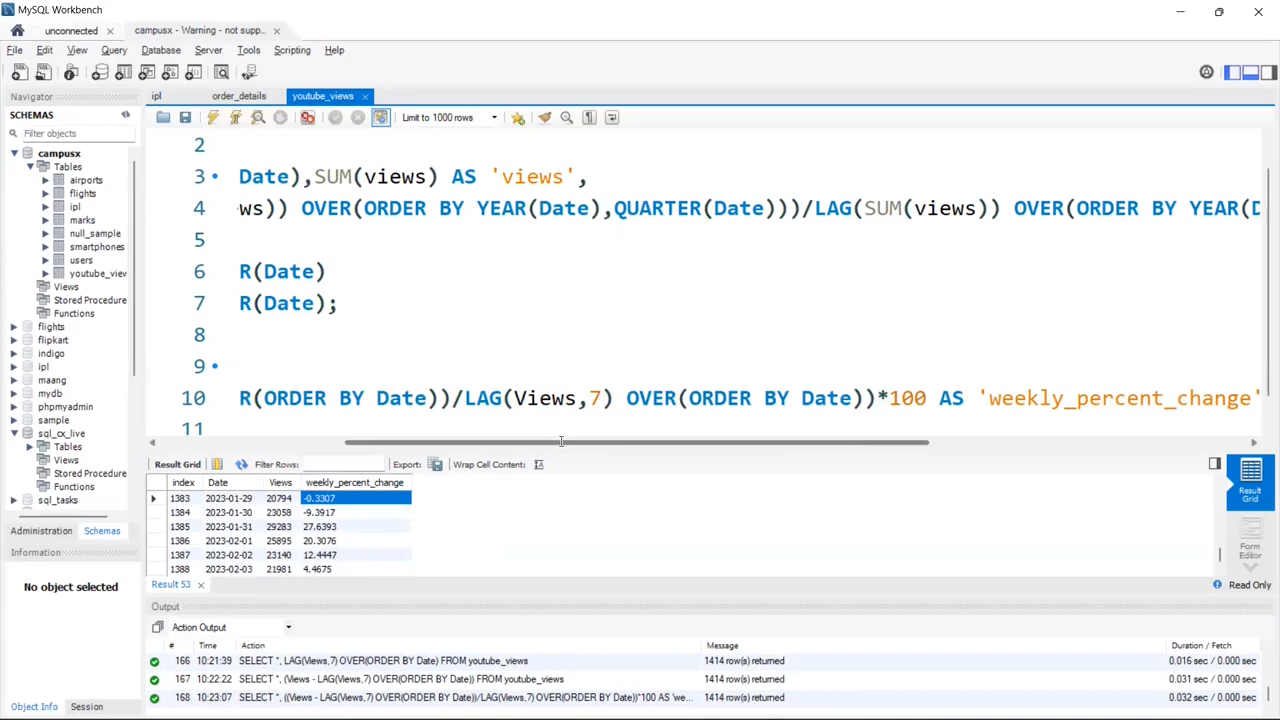 MySQL Workbench
unconnected
campusx - Warning - not supp...
File Edit View Query Database Server Tools Scripting Help
Navigator
SCHEMAS
Filter objects
campusx
Tables
airports
flights
ipl
marks
null_sample
smartphones
users
youtube_view
Views
Stored Procedure
Functions
flights
flipkart
indigo
ipl
maang
mydb
phpmyadmin
sample
sql_cx_live
Tables
Views
Stored Procedure
Functions
sql_tasks
Administration Schemas
Information
No object selected
Object Info Session
ipl order_details youtube_views
Limit to 1000 rows
2
3 Date),SUM(views) AS 'views',
4 ws)) OVER(ORDER BY YEAR(Date),QUARTER(Date)))/LAG(SUM(views)) OVER(ORDER BY YEAR(D
5
6 R(Date)
7 R(Date);
8
9
10 R(ORDER BY Date))/LAG(Views,7) OVER(ORDER BY Date))*100 AS 'weekly_percent_change'
11
Result Grid Filter Rows: Export: Wrap Cell Content:
index Date Views weekly_percent_change
1383 2023-01-29 20794 -0.3307
1384 2023-01-30 23058 -9.3917
1385 2023-01-31 29283 27.6393
1386 2023-02-01 25895 20.3076
1387 2023-02-02 23140 12.4447
1388 2023-02-03 21981 4.4675
Result 53
Result Grid
Form Editor
Read Only
Output
Action Output
# Time Action Message Duration / Fetch
166 10:21:39 SELECT *, LAG(Views,7) OVER(ORDER BY Date) FROM youtube_views 1414 row(s) returned 0.016 sec / 0.000 sec
167 10:22:22 SELECT *, (Views - LAG(Views,7) OVER(ORDER BY Date)) FROM youtube_views 1414 row(s) returned 0.031 sec / 0.000 sec
168 10:23:07 SELECT *, ((Views - LAG(Views,7) OVER(ORDER BY Date))/LAG(Views,7) OVER(ORDER BY Date))*100 AS 'we... 1414 row(s) returned 0.032 sec / 0.000 sec